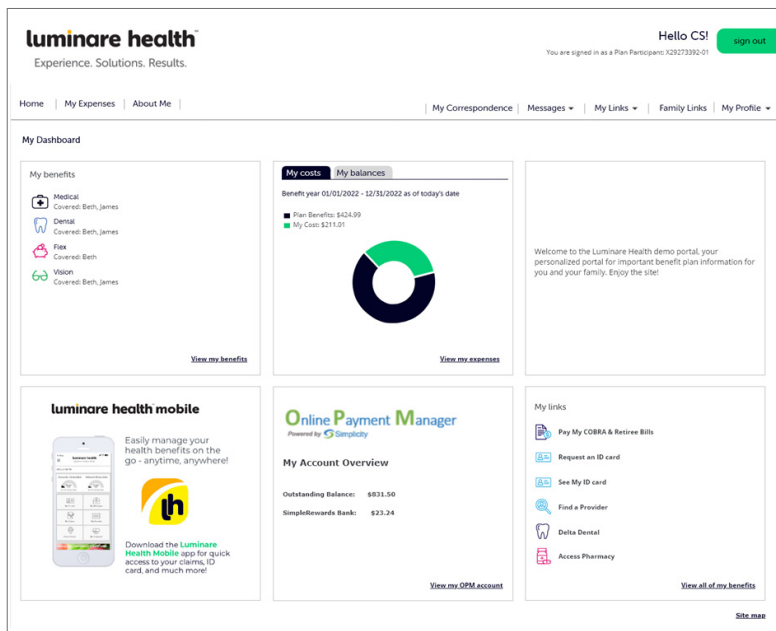 luminare health™
Experience. Solutions. Results.
Hello CS!
You are signed in as a Plan Participant: X29273392-01
sign out
Home | My Expenses | About Me |
| My Correspondence | Messages | My Links | Family Links | My Profile
My Dashboard
My benefits
Medical
Covered: Beth, James
Dental
Covered: Beth, James
Flex
Covered: Beth
Vision
Covered: Beth, James
View my benefits
My costs
My balances
Benefit year 01/01/2022 - 12/31/2022 as of today's date
Plan Benefits: $424.99
My Cost: $211.01
View my expenses
Welcome to the Luminare Health demo portal, your
personalized portal for important benefit plan information for
you and your family. Enjoy the site!
luminare health mobile
Easily manage your
health benefits on the
go - anytime, anywhere!
lh
Download the Luminare
Health Mobile app for quick
access to your claims, ID
card, and much more!
luminare health
Online Payment Manager
Powered by Simplicity
My Account Overview
Outstanding Balance: $831.50
SimpleRewards Bank: $23.24
View my OPM account
My links
Pay My COBRA & Retiree Bills
Request an ID card
See My ID card
Find a Provider
Delta Dental
Access Pharmacy
View all of my benefits
Site map